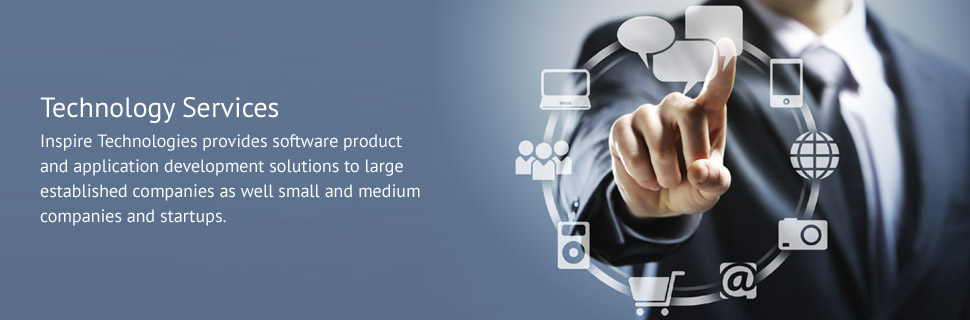 Technology Services
Inspire Technologies provides software product
and application development solutions to large
established companies as well small and medium
companies and startups.
@